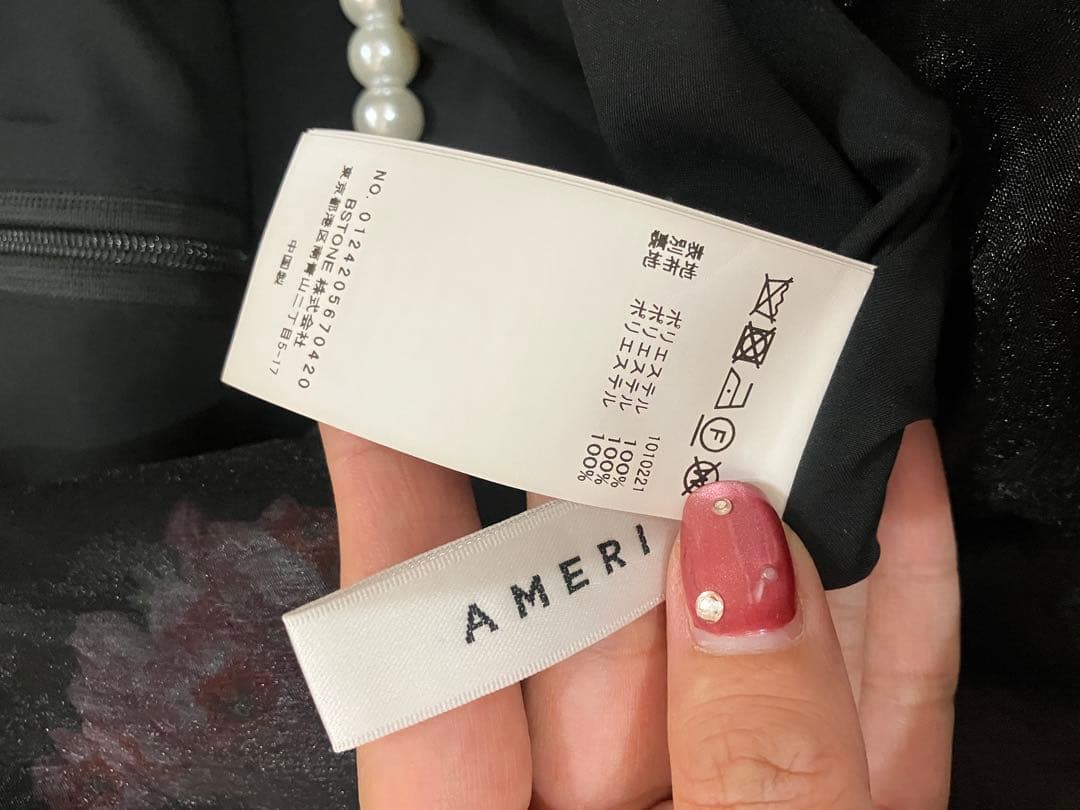 F
1010221
表地 ポリエステル 100%
別布 ポリエステル 100%
裏地 ポリエステル 100%
NO. 0124205670420
BSTONE 株式会社
東京都港区南青山二丁目5-17
中国製
AMERI